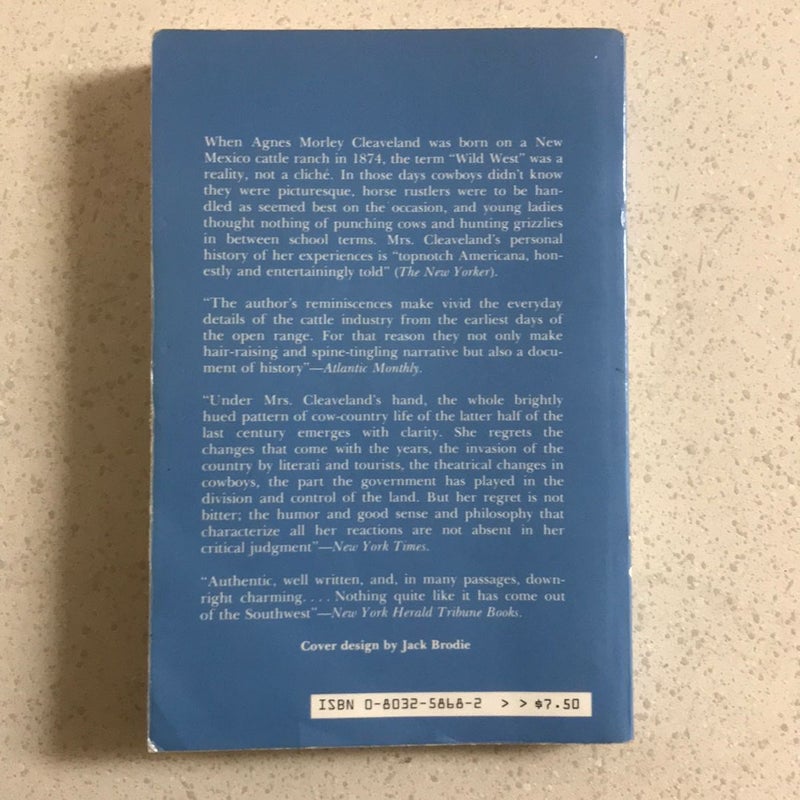 When Agnes Morley Cleaveland was born on a New
Mexico cattle ranch in 1874, the term “Wild West” was a
reality, not a cliché. In those days cowboys didn’t know
they were picturesque, horse rustlers were to be han-
dled as seemed best on the occasion, and young ladies
thought nothing of punching cows and hunting grizzlies
in between school terms. Mrs. Cleaveland’s personal
history of her experiences is “topnotch Americana, hon-
estly and entertainingly told” (The New Yorker).
“The author’s reminiscences make vivid the everyday
details of the cattle industry from the earliest days of
the open range. For that reason they not only make
hair-raising and spine-tingling narrative but also a docu-
ment of history”—Atlantic Monthly.
“Under Mrs. Cleaveland’s hand, the whole brightly
hued pattern of cow-country life of the latter half of the
last century emerges with clarity. She regrets the
changes that come with the years, the invasion of the
country by literati and tourists, the theatrical changes in
cowboys, the part the government has played in the
division and control of the land. But her regret is not
bitter; the humor and good sense and philosophy that
characterize all her reactions are not absent in her
critical judgment”—New York Times.
“Authentic, well written, and, in many passages, down-
right charming. . . . Nothing quite like it has come out
of the Southwest”—New York Herald Tribune Books.
Cover design by Jack Brodie
ISBN 0-8032-5868-2 > > $7.50